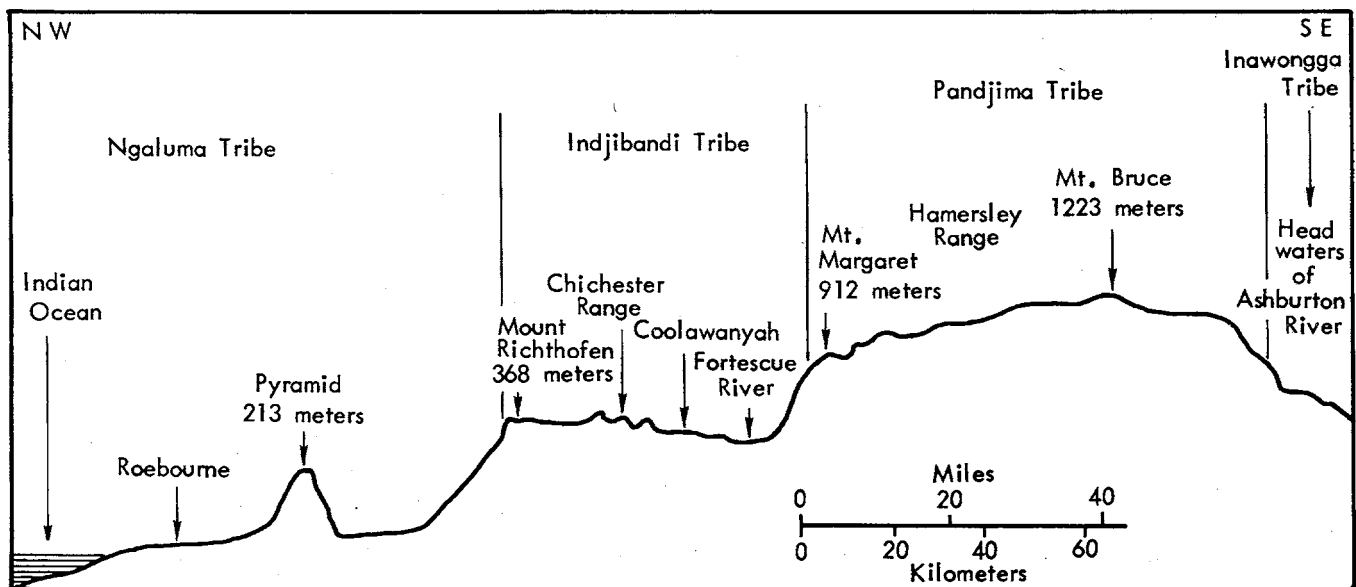 NW
SE
Ngaluma Tribe
Indjibandi Tribe
Pandjima Tribe
Inawongga
Tribe
Indian
Ocean
Roebourne
Pyramid
213 meters
Mount
Richthofen
368 meters
Chichester
Range
Coolawanyah
Fortescue
River
Mt.
Margaret
912 meters
Hamersley
Range
Mt. Bruce
1223 meters
Head
waters
of
Ashburton
River
Miles
0 20 40
0 20 40 60
Kilometers